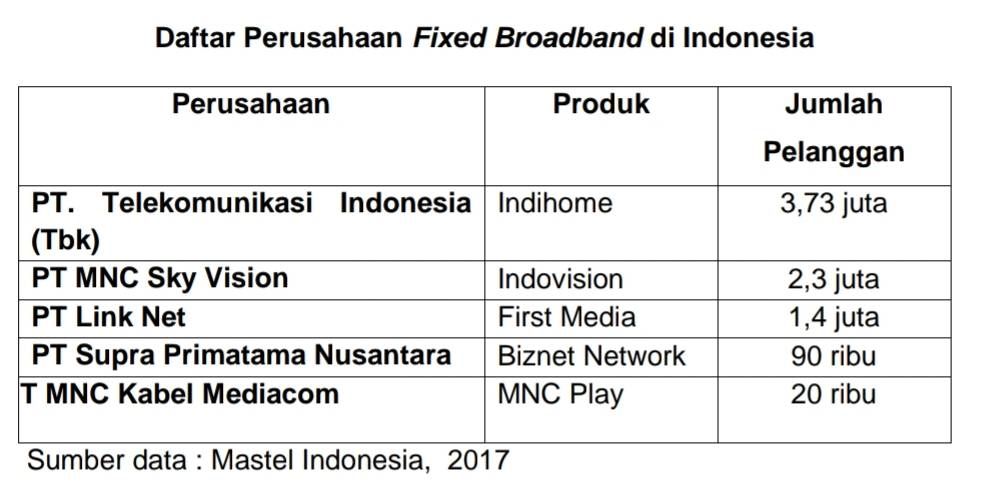 Daftar Perusahaan Fixed Broadband di Indonesia
Perusahaan Produk Jumlah
Pelanggan
PT. Telekomunikasi Indonesia Indihome 3,73 juta
(Tbk)
PT MNC Sky Vision Indovision 2,3 juta
PT Link Net First Media 1,4 juta
PT Supra Primatama Nusantara Biznet Network 90 ribu
T MNC Kabel Mediacom MNC Play 20 ribu
Sumber data : Mastel Indonesia, 2017